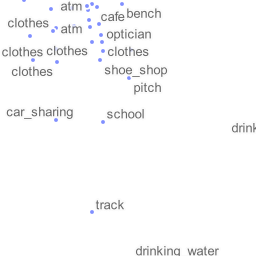 atm
bench
cafe
clothes
atm
optician
clothes
clothes
clothes
shoe_shop
clothes
pitch
car_sharing
school
drink
track
drinking_water